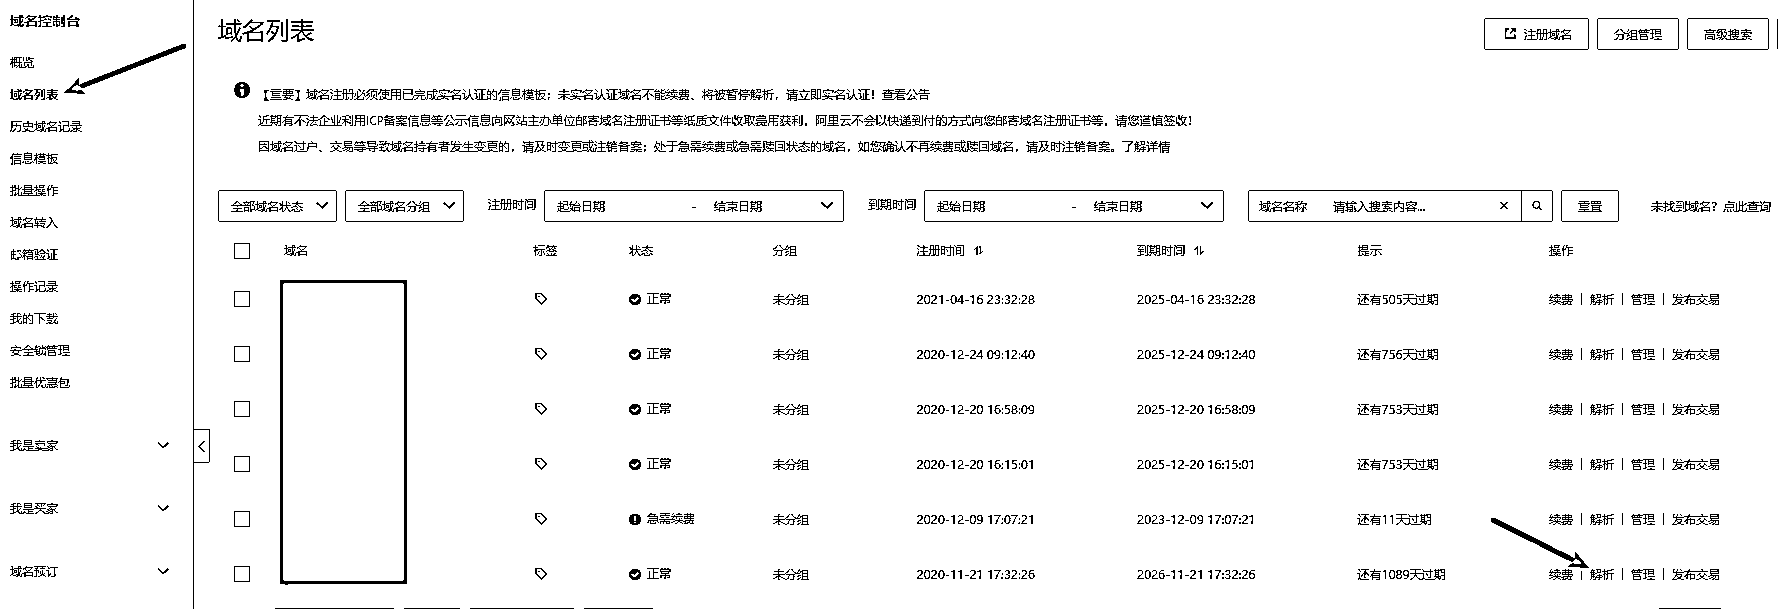 域名控制台
概览
域名列表
历史域名记录
信息模板
批量操作
域名转入
邮箱验证
操作记录
我的下载
安全锁管理
批量优惠包
我是卖家
我是买家
域名预订
域名列表
注册域名
分组管理
高级搜索
【重要】域名注册必须使用已完成实名认证的信息模板；未实名认证域名不能续费、将被暂停解析，请立即实名认证！查看公告
近期有不法企业利用ICP备案信息等公示信息向网站主办单位邮寄域名注册证书等纸质文件收取费用获利，阿里云不会以快递到付的方式向您邮寄域名注册证书等，请您谨慎签收！
因域名过户、交易等导致域名持有者发生变更的，请及时变更或注销备案；处于急需续费或急需赎回状态的域名，如您确认不再续费或赎回域名，请及时注销备案。了解详情
全部域名状态 全部域名分组 注册时间 起始日期 - 结束日期 到期时间 起始日期 - 结束日期 域名名称 请输入搜索内容... 重置 未找到域名？点此查询
域名 标签 状态 分组 注册时间 到期时间 提示 操作
正常 未分组 2021-04-16 23:32:28 2025-04-16 23:32:28 还有505天过期 续费 | 解析 | 管理 | 发布交易
正常 未分组 2020-12-24 09:12:40 2025-12-24 09:12:40 还有756天过期 续费 | 解析 | 管理 | 发布交易
正常 未分组 2020-12-20 16:58:09 2025-12-20 16:58:09 还有753天过期 续费 | 解析 | 管理 | 发布交易
正常 未分组 2020-12-20 16:15:01 2025-12-20 16:15:01 还有753天过期 续费 | 解析 | 管理 | 发布交易
急需续费 未分组 2020-12-09 17:07:21 2023-12-09 17:07:21 还有11天过期 续费 | 解析 | 管理 | 发布交易
正常 未分组 2020-11-21 17:32:26 2026-11-21 17:32:26 还有1089天过期 续费 | 解析 | 管理 | 发布交易